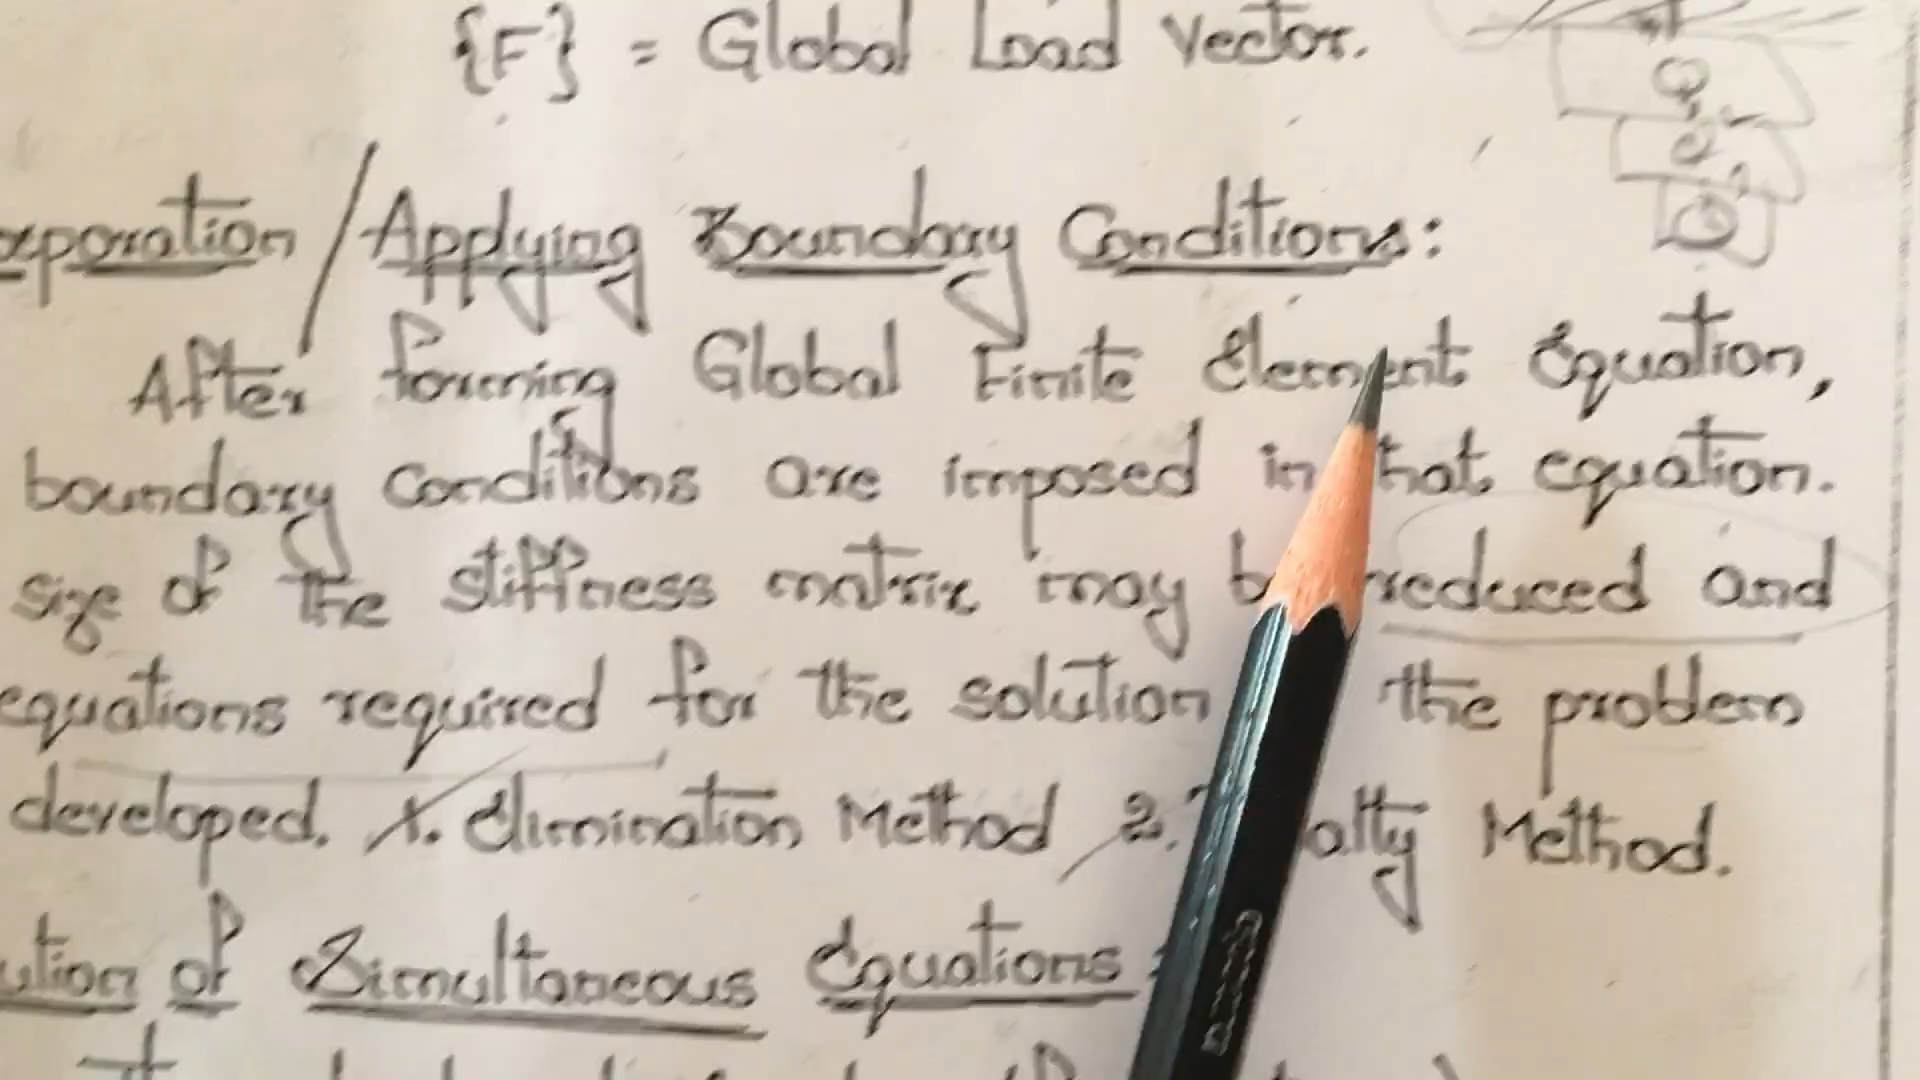 {F} = Global Load Vector.
/Applying Boundary Conditions:
After forming Global Finite Element Equation,
boundary conditions are imposed in that equation.
size of the stiffness matrix may be reduced and
equations required for the solution the problem
developed. 1. Elimination Method 2. Method.
of Simultaneous Equations :